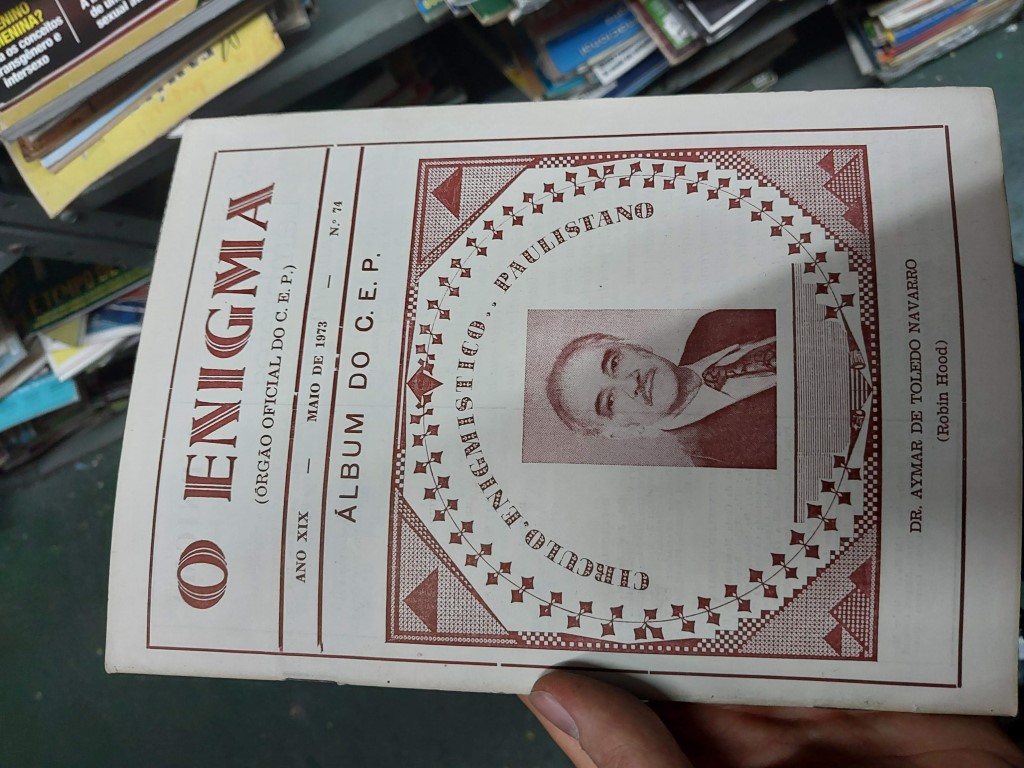 O ENIGMA
(ÓRGÃO OFICIAL DO C. E. P.)
ANO XIX — MAIO DE 1973 — N.º 74
ÁLBUM DO C. E. P.
CIRCULO ENIGMISTICO PAULISTANO
DR. AYMAR DE TOLEDO NAVARRO
(Robin Hood)